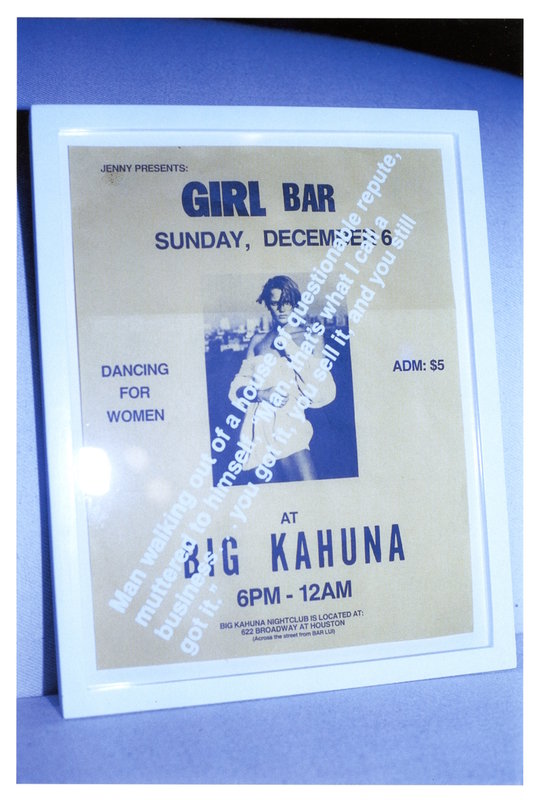 JENNY PRESENTS:
GIRL BAR
SUNDAY, DECEMBER 6
DANCING
FOR
WOMEN
ADM: $5
AT
BIG KAHUNA
6PM - 12AM
BIG KAHUNA NIGHTCLUB IS LOCATED AT:
622 BROADWAY AT HOUSTON
(Across the street from BAR LUI)
Man walking out of a house of questionable repute,
muttered to himself, "Man, that's what I call a
business. . . you got it, you sell it, and you still
got it."